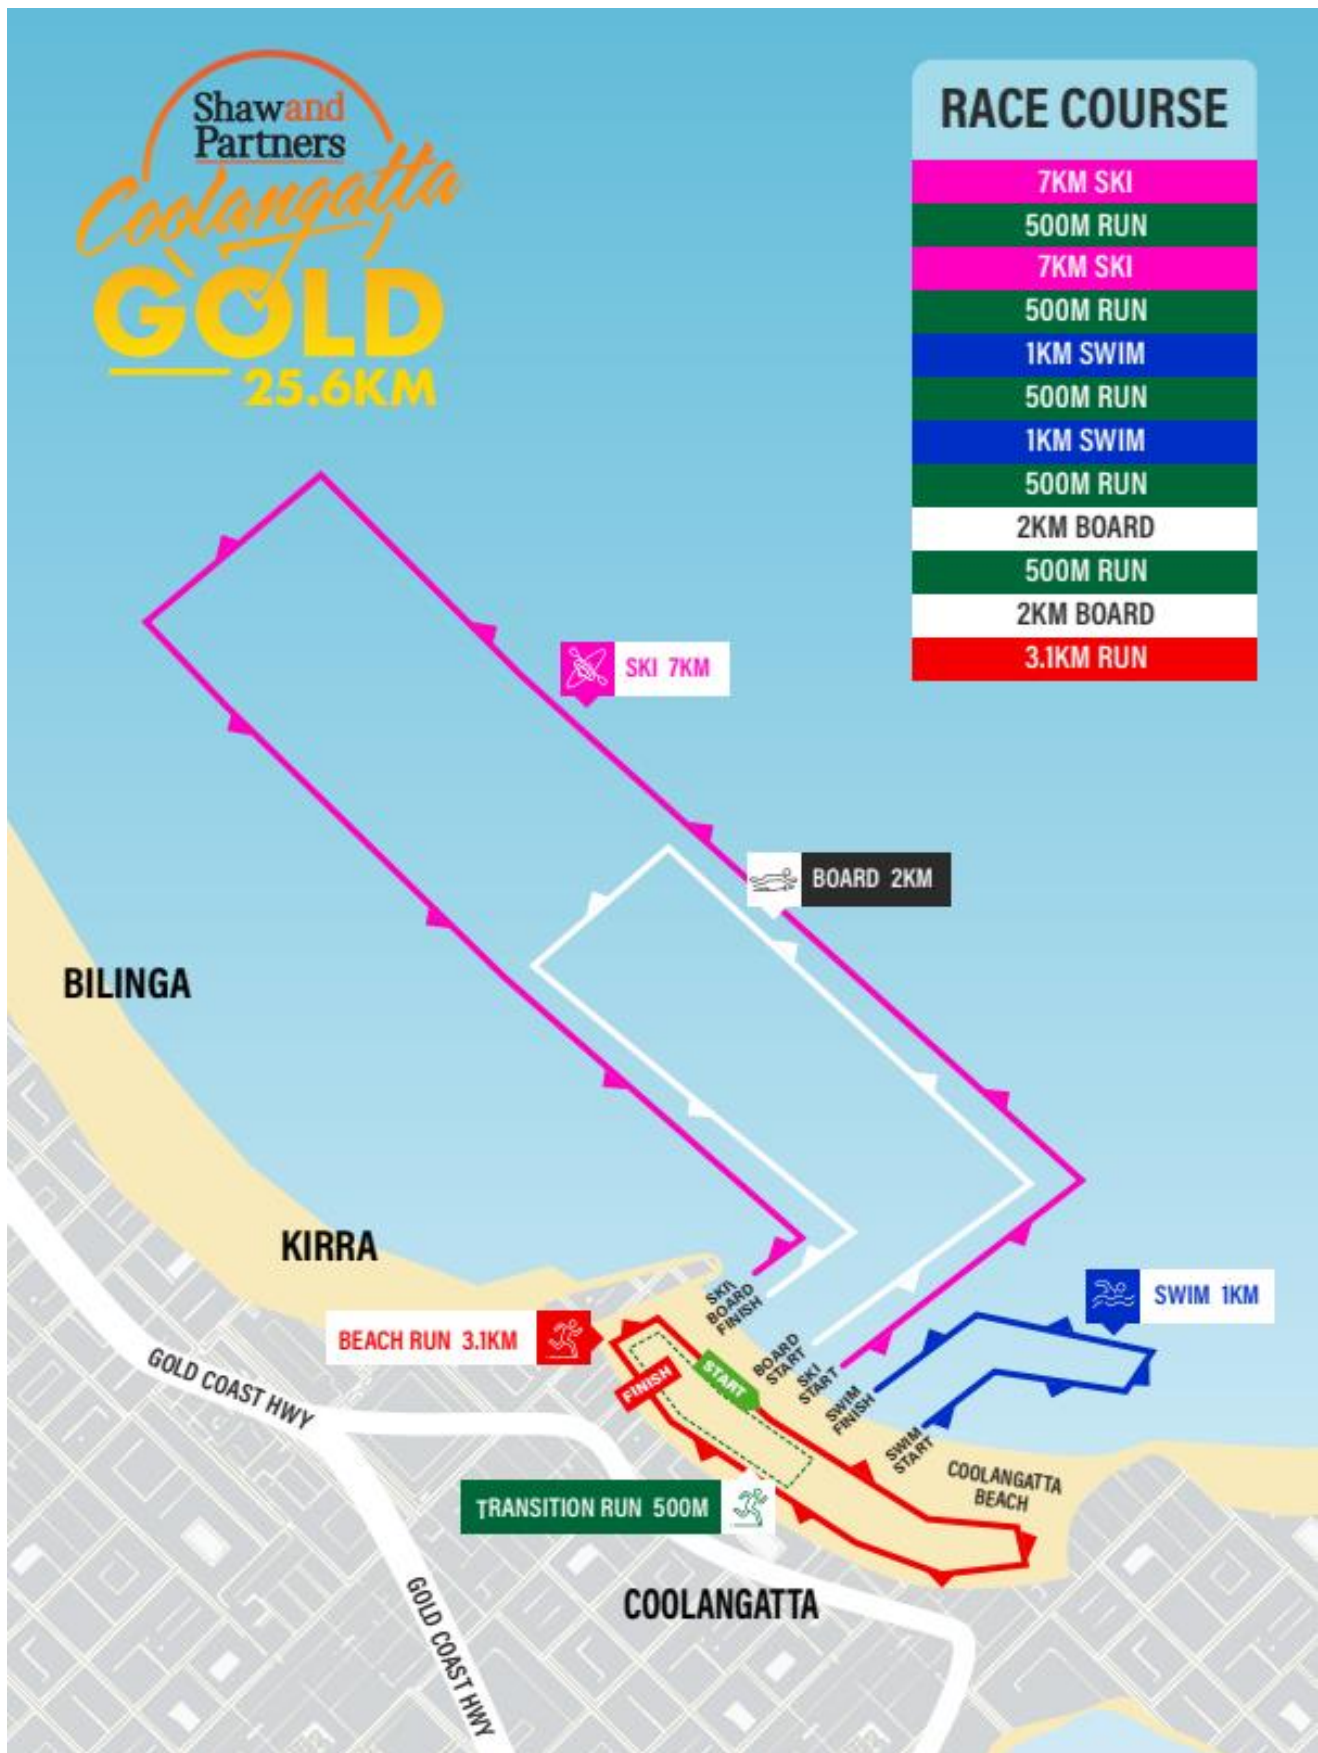 Shawand
Partners
Coolangatta
GOLD
25.6KM
RACE COURSE
7KM SKI
500M RUN
7KM SKI
500M RUN
1KM SWIM
500M RUN
1KM SWIM
500M RUN
2KM BOARD
500M RUN
2KM BOARD
3.1KM RUN
SKI 7KM
BOARD 2KM
BILINGA
KIRRA
SKI\
BOARD
FINISH
SWIM 1KM
BEACH RUN 3.1KM
BOARD
START
SKI
START
START
FINISH
SWIM
FINISH
SWIM
START
GOLD COAST HWY
COOLANGATTA
BEACH
TRANSITION RUN 500M
COOLANGATTA
GOLD COAST HWY